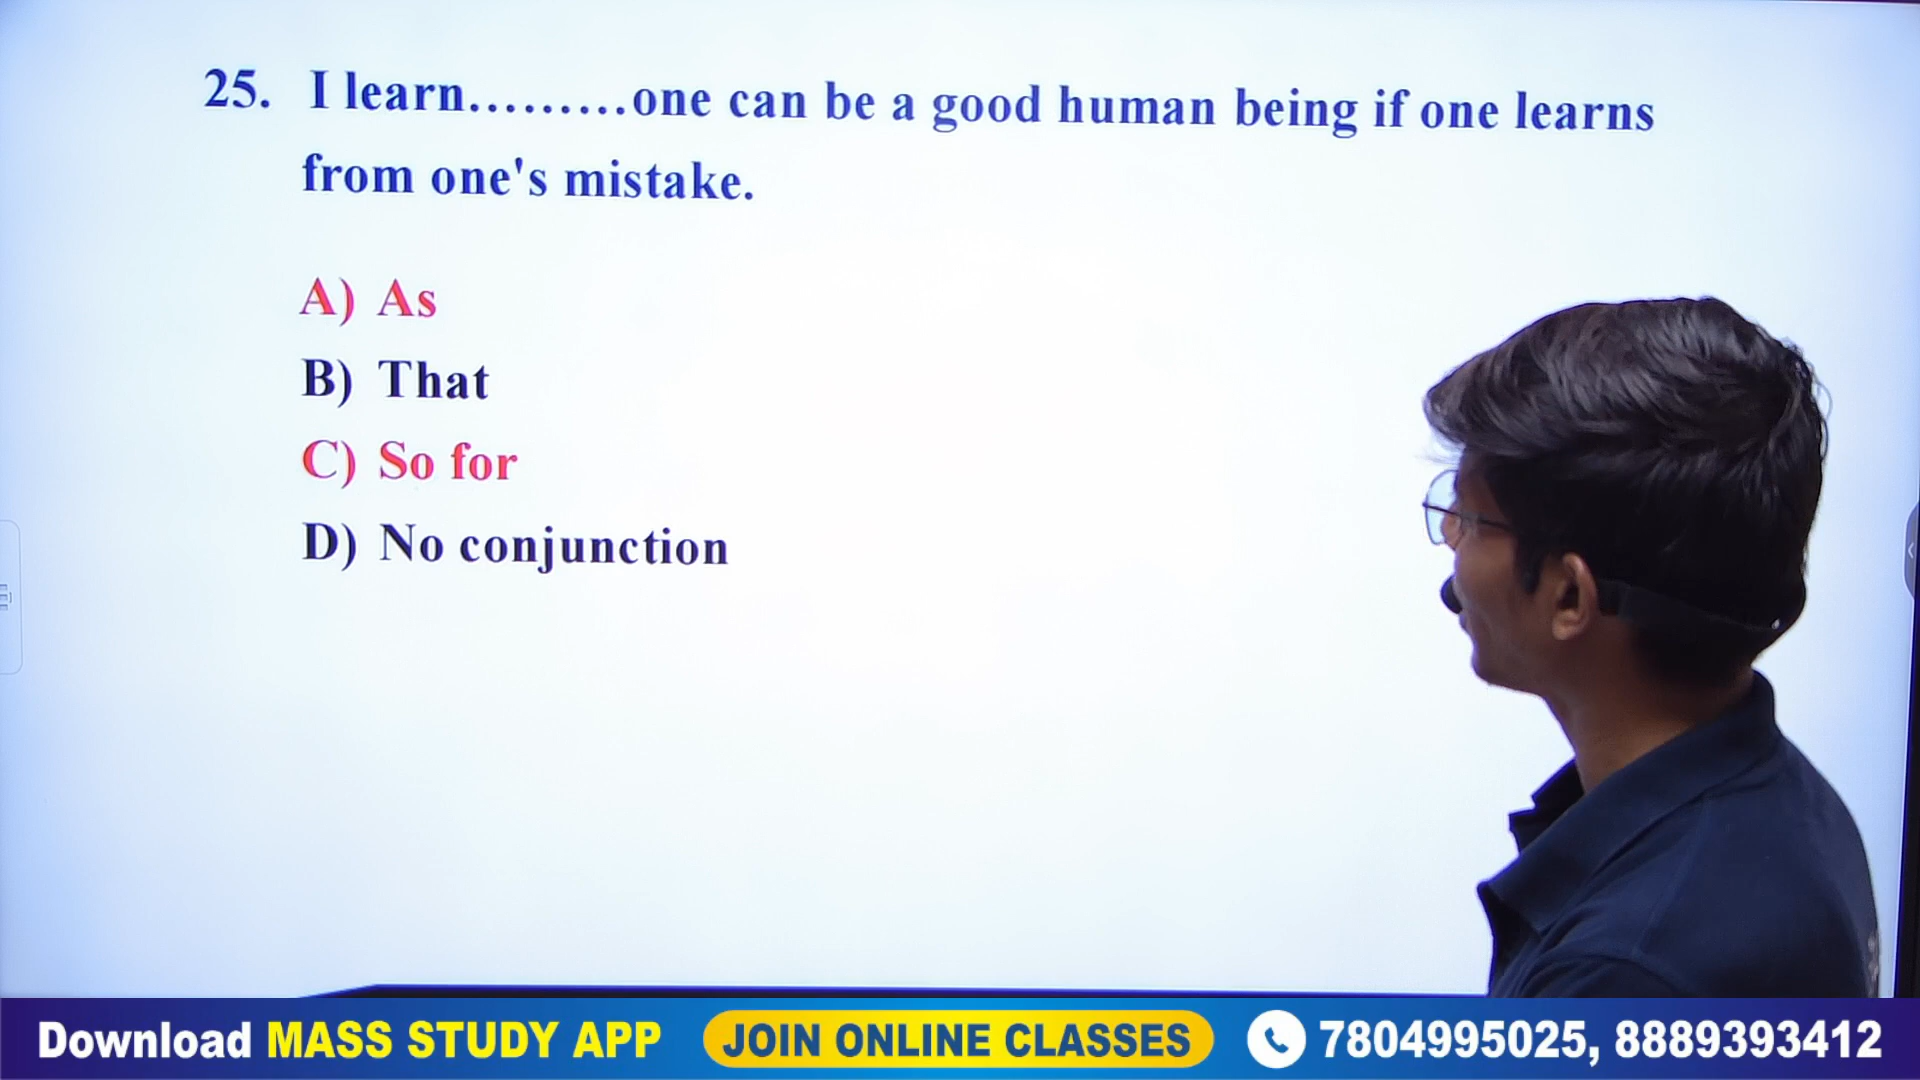 25. I learn.........one can be a good human being if one learns
from one's mistake.
A) As
B) That
C) So for
D) No conjunction
Download MASS STUDY APP JOIN ONLINE CLASSES 7804995025, 8889393412